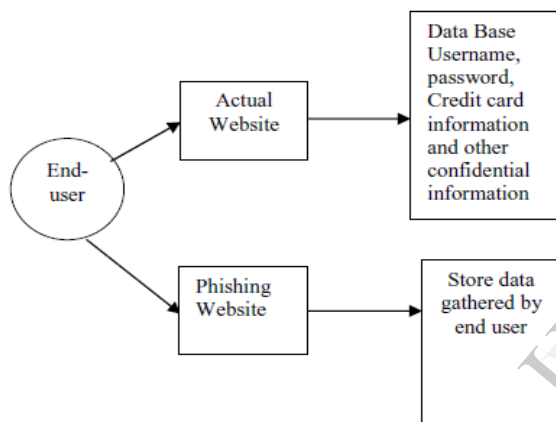 Data Base
Username,
password,
Credit card
information
and other
confidential
information
Actual
Website
End-
user
Phishing
Website
Store data
gathered by
end user